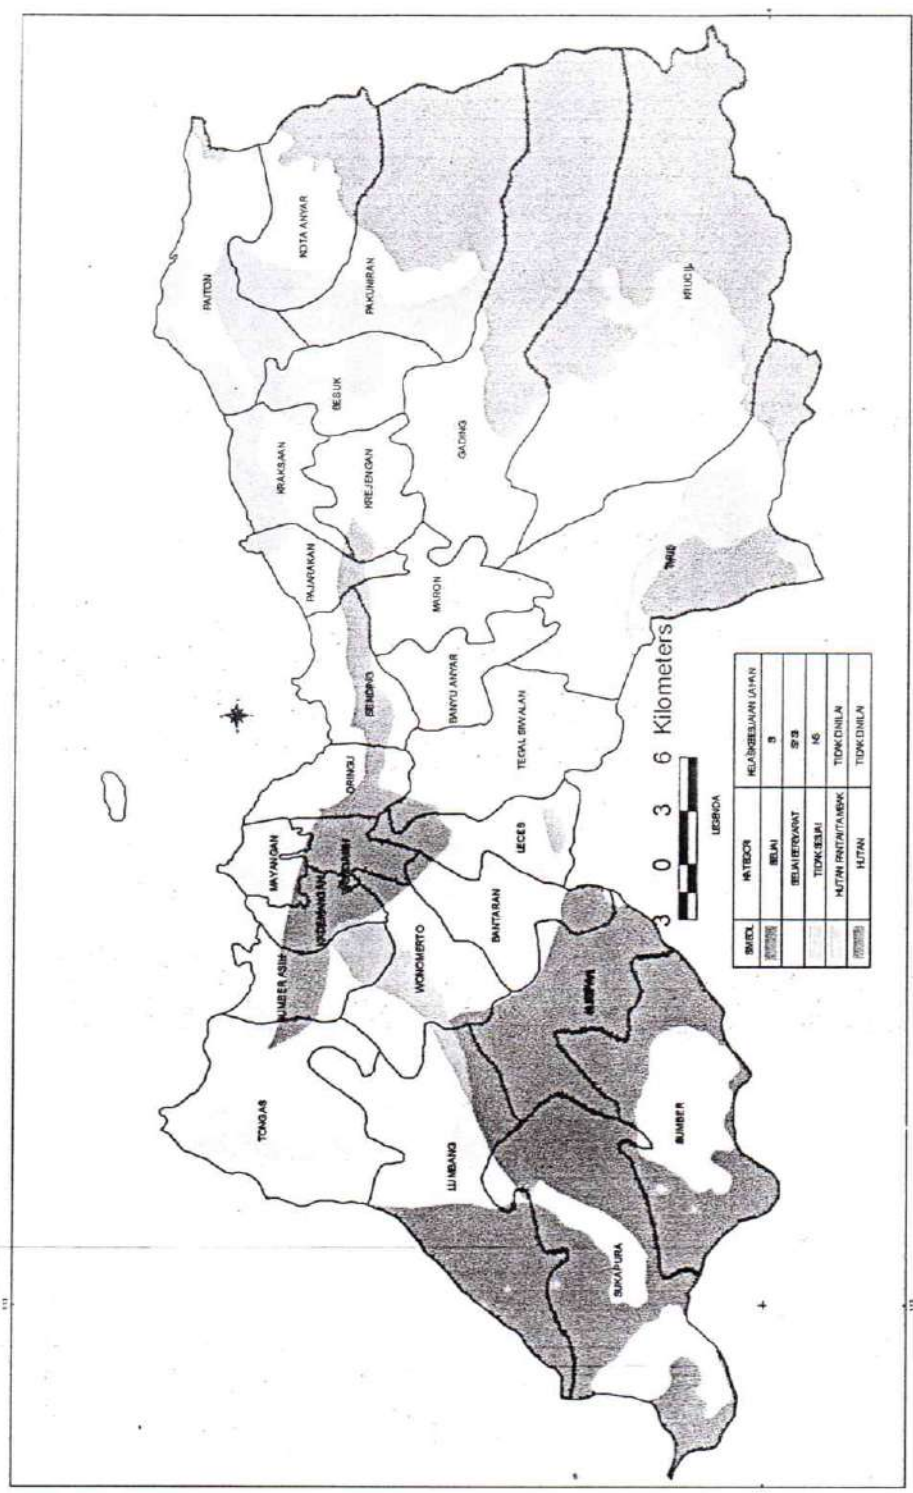 PAITON
KOTA ANYAR
KRAKSAAN
BESUK
PAKUNIRAN
PAJARAKAN
KREJENGAN
GADING
KRUCIL
MARON
TIRIS
GENDING
BANYU ANYAR
DRINGU
TEGAL SIWALAN
MAYANGAN
LECES
BANTARAN
WONOMERTO
SUMBER ASIH
TONGAS
LUMBANG
SUMBER
SUKAPURA
3 0 3 6 Kilometers
LEGENDA
SIMBOL KATEGORI KELAS KESESUAIAN LAHAN
SESUAI S
SESUAI BERSYARAT
TIDAK SESUAI NS
HUTAN PANTAI/TAMBAK TIDAK DINILAI
HUTAN TIDAK DINILAI